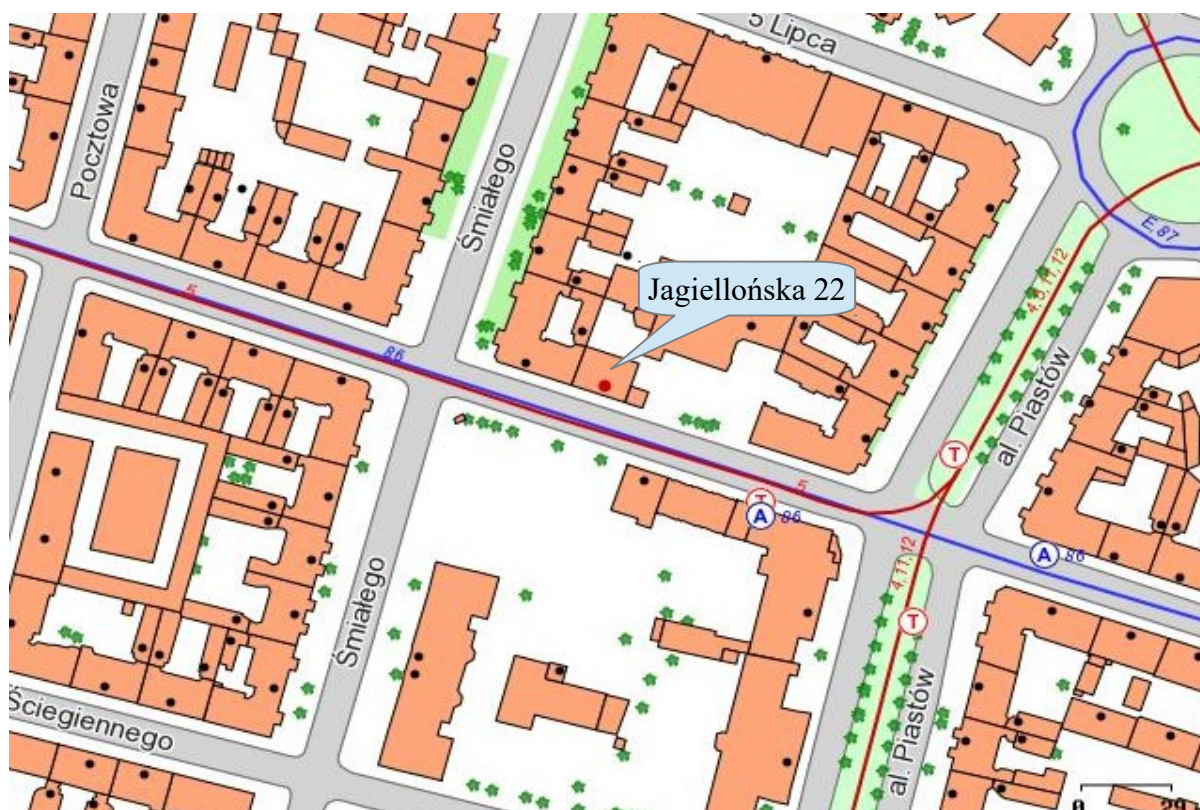 5 Lipca
Pocztowa
Śmiałego
E, 87
Jagiellońska 22
4, 5, 11, 12
5
86
al. Piastów
T
5
T
A 86
A 86
4, 11, 12
T
Śmiałego
Ściegiennego
al. Piastów